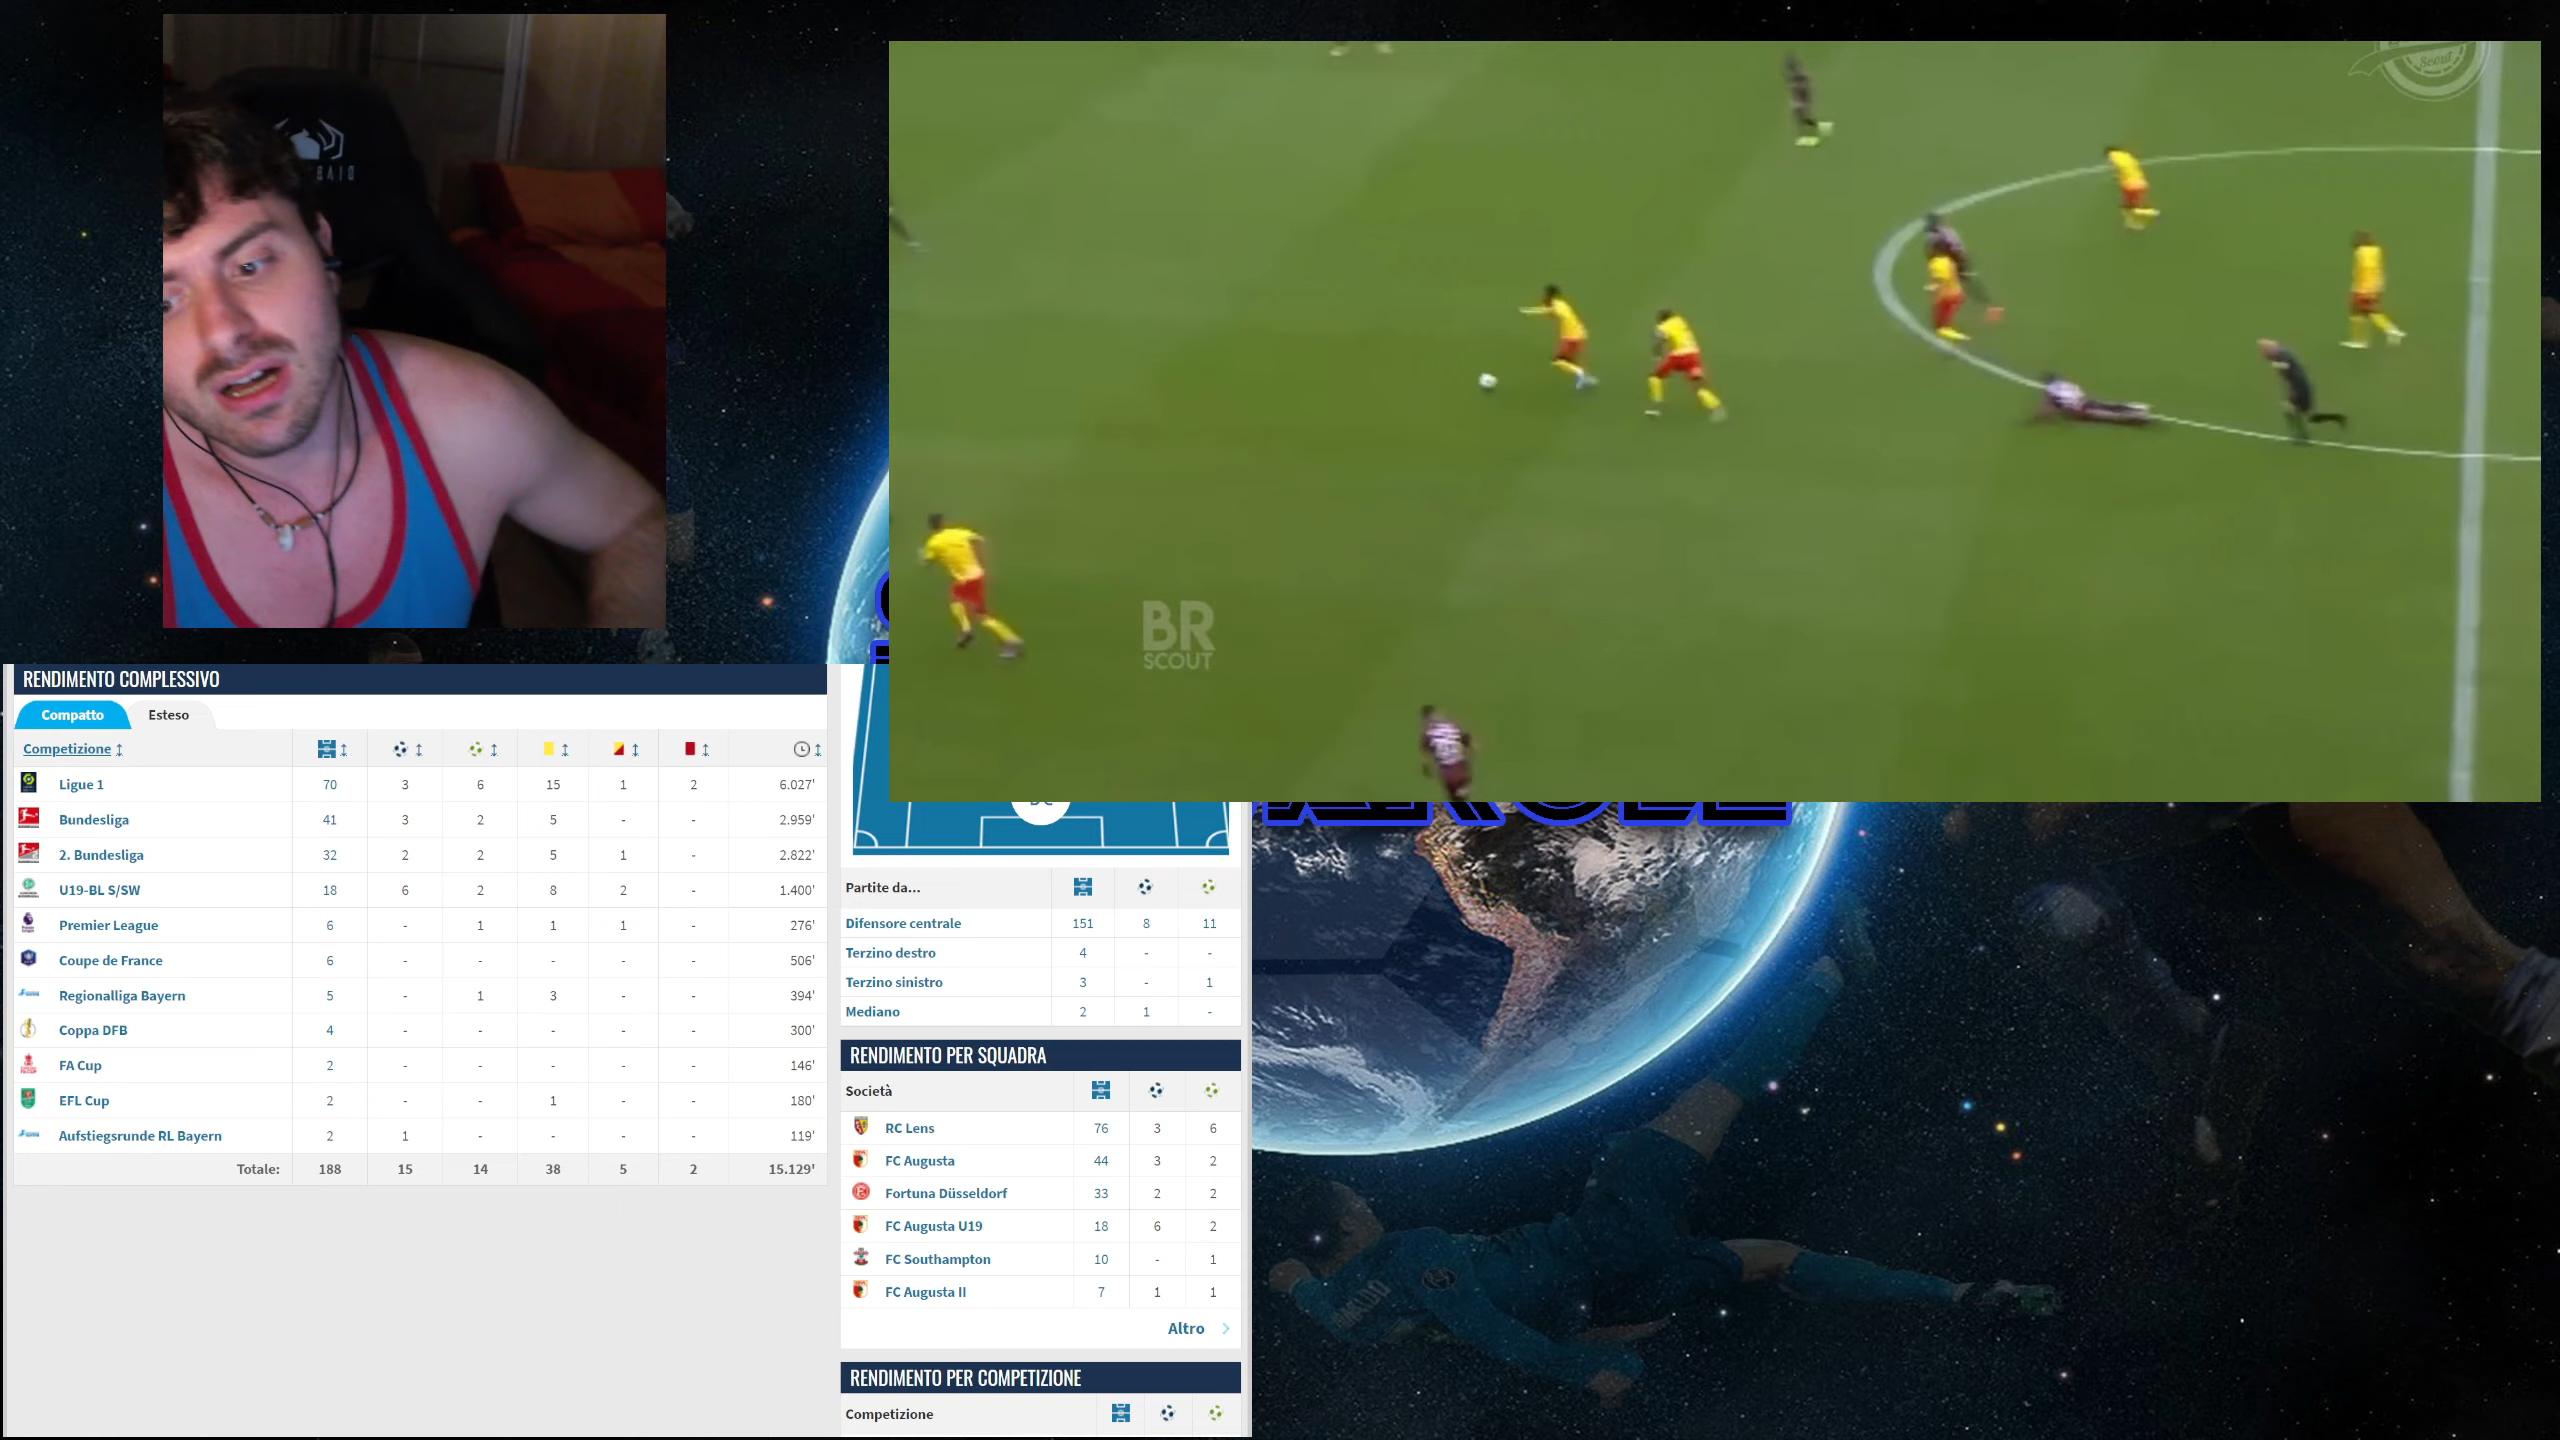 Scout
BR
SCOUT
RENDIMENTO COMPLESSIVO
Compatto Esteso
Competizione
Ligue 1 70 3 6 15 1 2 6.027'
Bundesliga 41 3 2 5 - - 2.959'
2. Bundesliga 32 2 2 5 1 - 2.822'
U19-BL S/SW 18 6 2 8 2 - 1.400'
Premier League 6 - 1 1 1 - 276'
Coupe de France 6 - - - - - 506'
Regionalliga Bayern 5 - 1 3 - - 394'
Coppa DFB 4 - - - - - 300'
FA Cup 2 - - - - - 146'
EFL Cup 2 - - 1 - - 180'
Aufstiegsrunde RL Bayern 2 1 - - - - 119'
Totale: 188 15 14 38 5 2 15.129'
Partite da...
Difensore centrale 151 8 11
Terzino destro 4 - -
Terzino sinistro 3 - 1
Mediano 2 1 -
RENDIMENTO PER SQUADRA
Società
RC Lens 76 3 6
FC Augusta 44 3 2
Fortuna Düsseldorf 33 2 2
FC Augusta U19 18 6 2
FC Southampton 10 - 1
FC Augusta II 7 1 1
Altro
RENDIMENTO PER COMPETIZIONE
Competizione